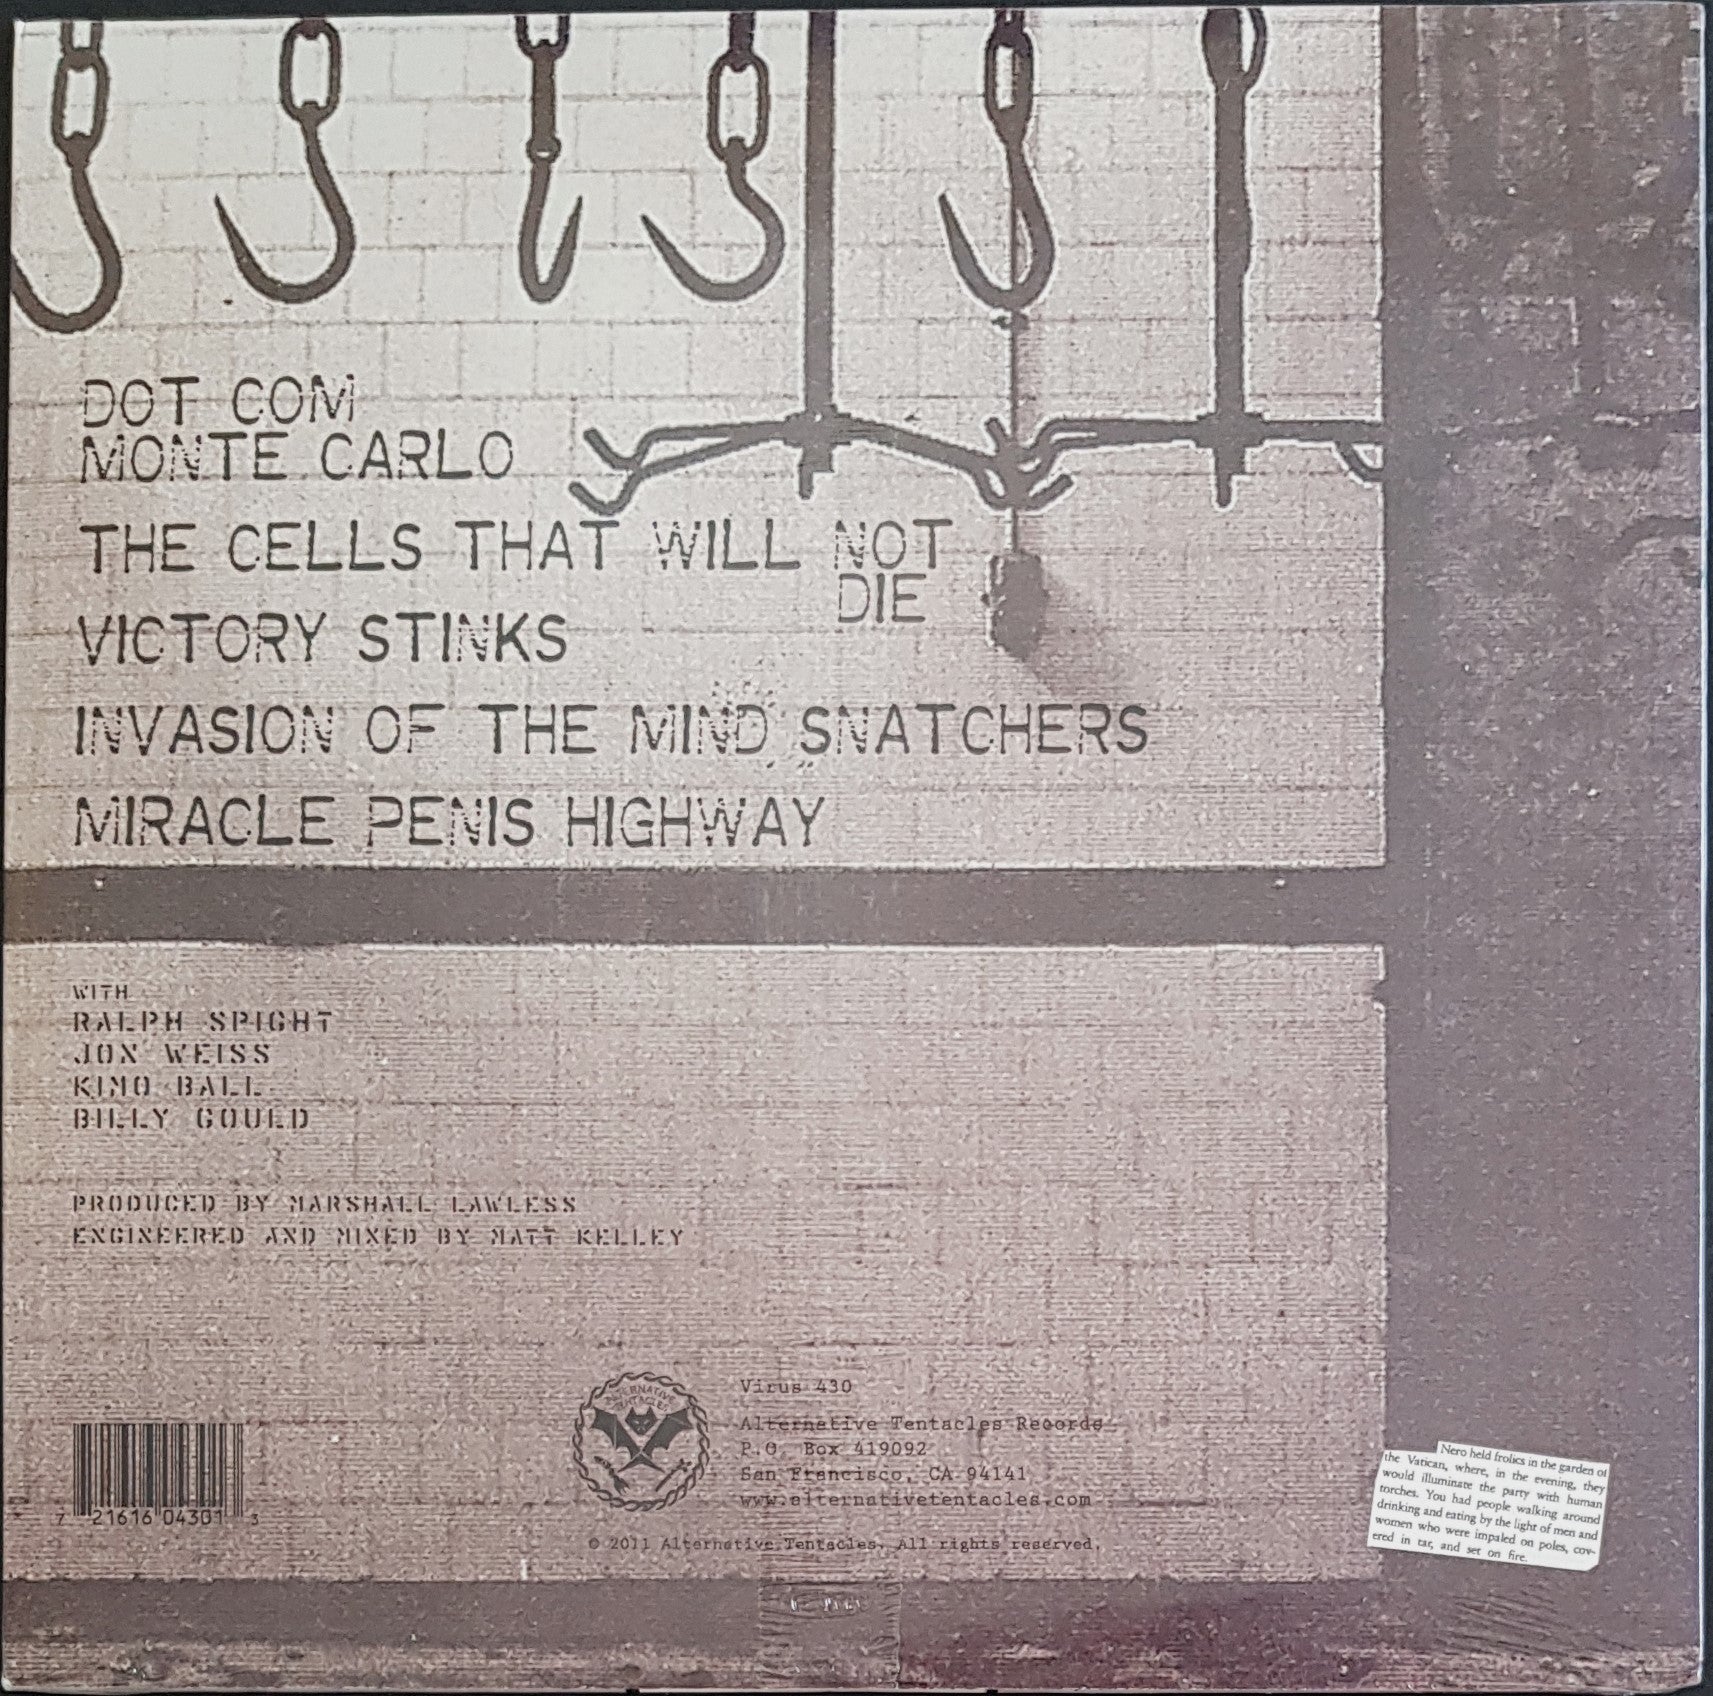 DOT COM
MONTE CARLO
THE CELLS THAT WILL NOT
DIE
VICTORY STINKS
INVASION OF THE MIND SNATCHERS
MIRACLE PENIS HIGHWAY
WITH
RALPH SPIGHT
JON WEISS
KIMO BALL
BILLY GOULD
PRODUCED BY MARSHALL LAWLESS
ENGINEERED AND MIXED BY MATT KELLEY
ALTERNATIVE
TENTACLES
Virus 430
Alternative Tentacles Records
P.O. Box 419092
San Francisco, CA 94141
www.alternativetentacles.com
© 2011 Alternative Tentacles. All rights reserved.
7 21616 04301 3
Nero held frolics in the garden of
the Vatican, where, in the evening, they
would illuminate the party with human
torches. You had people walking around
drinking and eating by the light of men and
women who were impaled on poles, cov-
ered in tar, and set on fire.